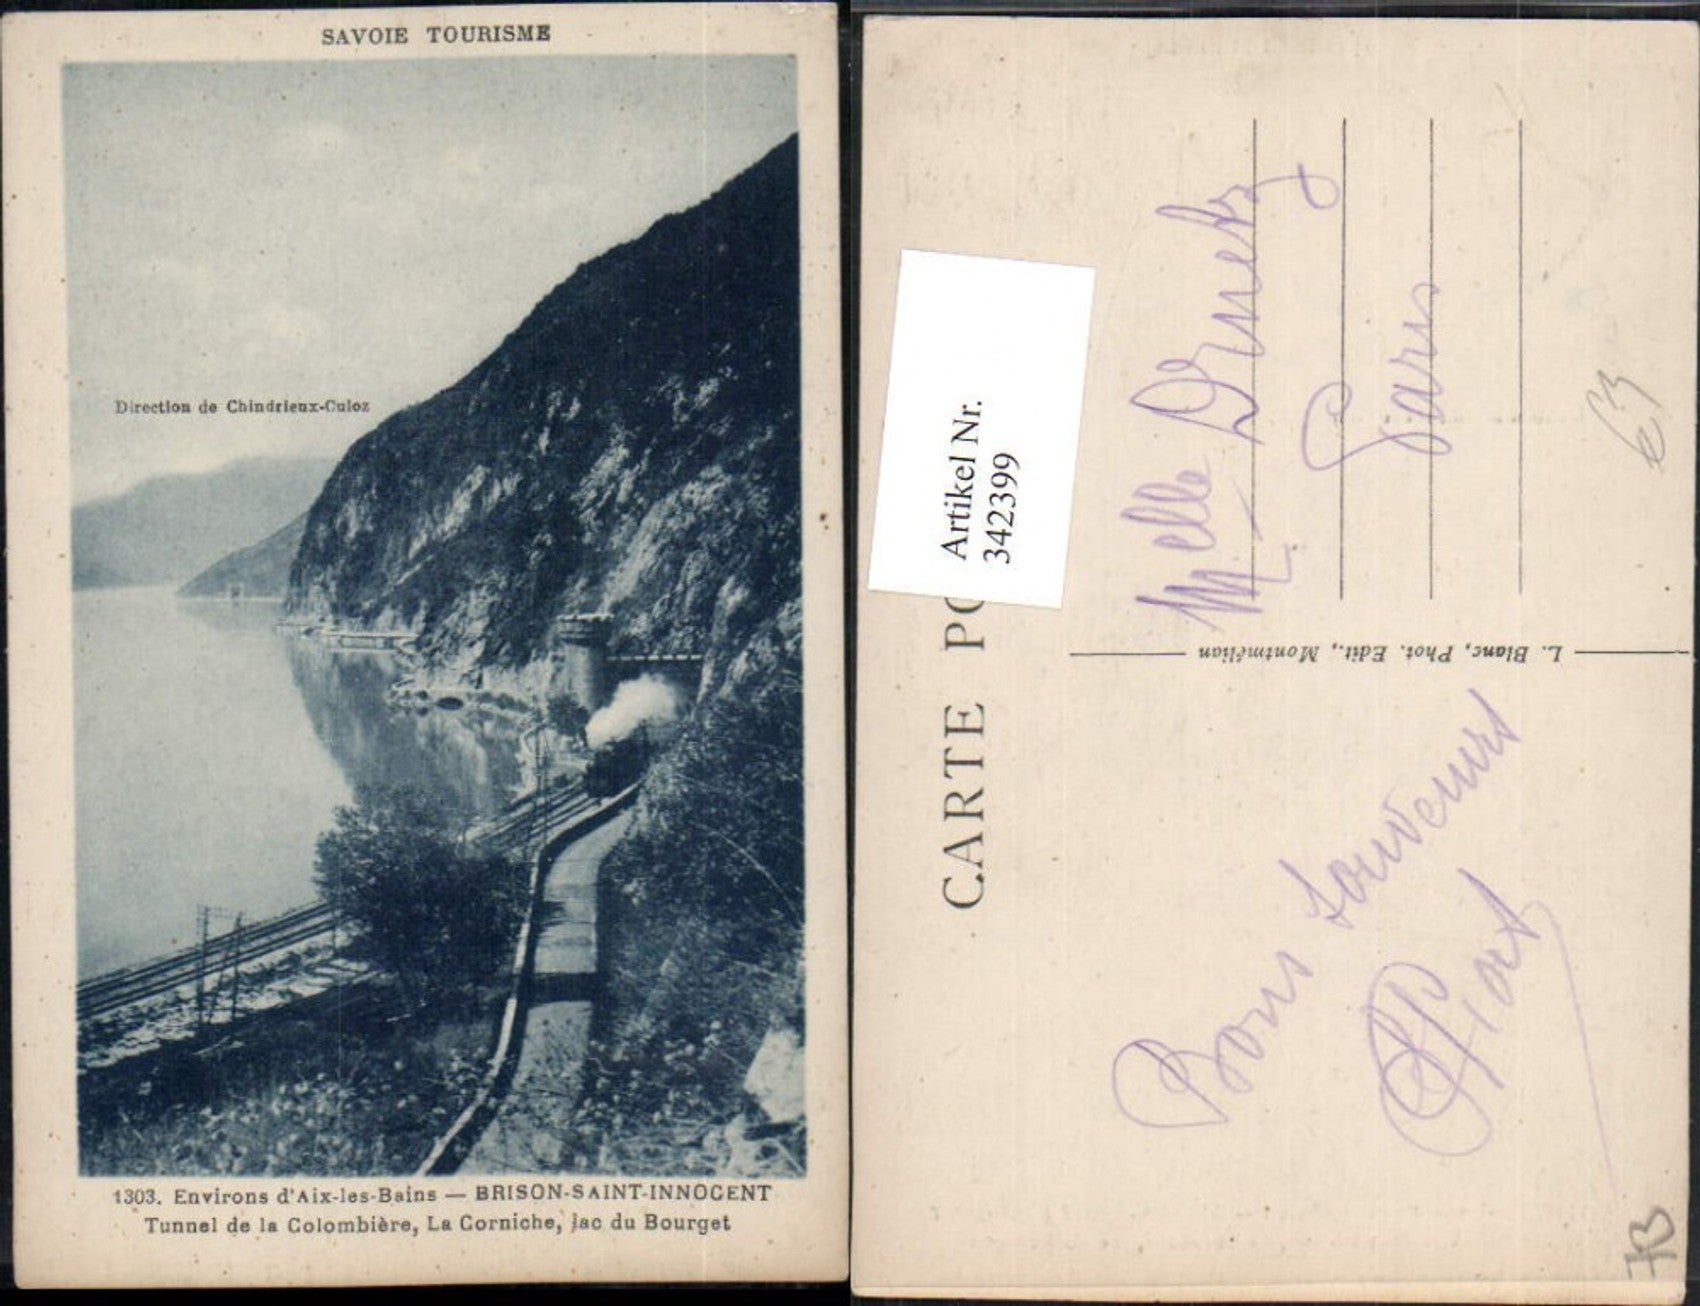 SAVOIE TOURISME
Direction de Chindrieux-Culoz
1303. Environs d'Aix-les-Bains — BRISON-SAINT-INNOCENT
Tunnel de la Colombière, La Corniche, lac du Bourget
CARTE PO
Artikel Nr.
342399
Melle Druetz
Paris
L. Blanc, Phot. Edit., Montmélian
Bons souvenirs